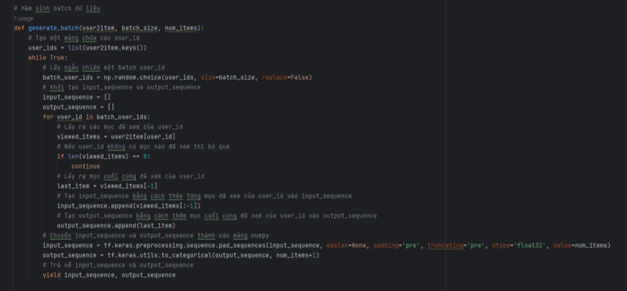 # Hàm sinh batch dữ liệu
1 usage
def generate_batch(user2item, batch_size, num_items):
# Tạo một mảng chứa các user_id
user_ids = list(user2item.keys())
while True:
# Lấy ngẫu nhiên một batch user_id
batch_user_ids = np.random.choice(user_ids, size=batch_size, replace=False)
# Khởi tạo input_sequence và output_sequence
input_sequence = []
output_sequence = []
for user_id in batch_user_ids:
# Lấy ra các mục đã xem của user_id
viewed_items = user2item[user_id]
# Nếu user_id không có mục nào đã xem thì bỏ qua
if len(viewed_items) == 0:
continue
# Lấy ra mục cuối cùng đã xem của user_id
last_item = viewed_items[-1]
# Tạo input_sequence bằng cách thêm từng mục đã xem của user_id vào input_sequence
input_sequence.append(viewed_items[:-1])
# Tạo output_sequence bằng cách thêm mục cuối cùng đã xem của user_id vào output_sequence
output_sequence.append(last_item)
# Chuyển input_sequence và output_sequence thành các mảng numpy
input_sequence = tf.keras.preprocessing.sequence.pad_sequences(input_sequence, maxlen=None, padding='pre', truncating='pre', dtype='float32', value=num_items)
output_sequence = tf.keras.utils.to_categorical(output_sequence, num_items+1)
# Trả về input_sequence và output_sequence
yield input_sequence, output_sequence